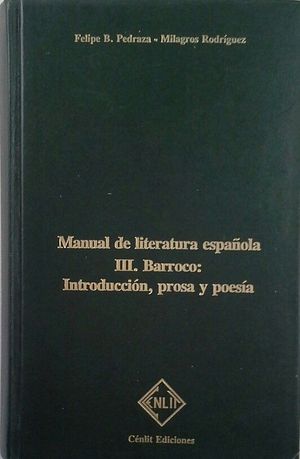 Felipe B. Pedraza - Milagros Rodríguez
Manual de literatura española
III. Barroco:
Introducción, prosa y poesía
CENLIT
Cénlit Ediciones